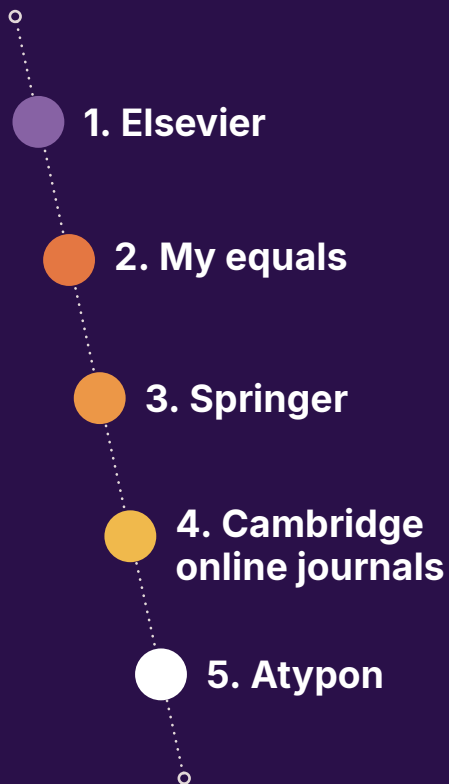 1. Elsevier
2. My equals
3. Springer
4. Cambridge
online journals
5. Atypon